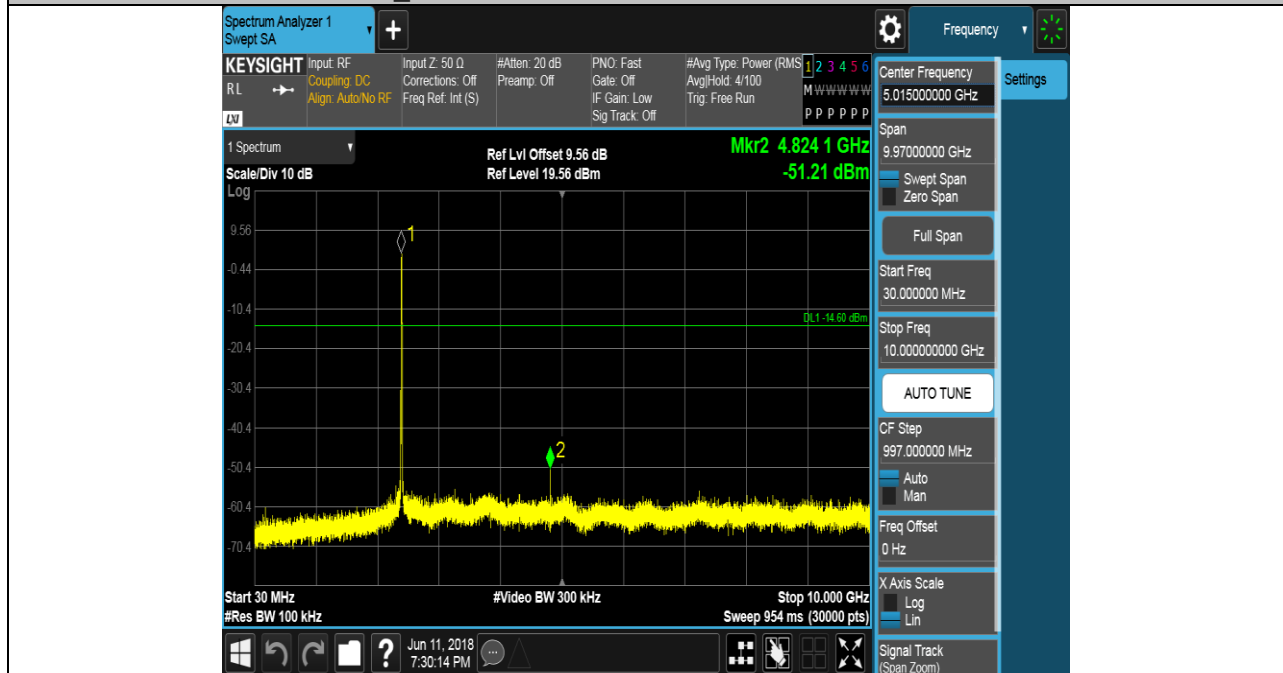 Spectrum Analyzer 1
Swept SA
+
Frequency
KEYSIGHT
RL
LXI
Input: RF
Coupling: DC
Align: Auto/No RF
Input Z: 50 Ω
Corrections: Off
Freq Ref: Int (S)
#Atten: 20 dB
Preamp: Off
PNO: Fast
Gate: Off
IF Gain: Low
Sig Track: Off
#Avg Type: Power (RMS
Avg|Hold: 4/100
Trig: Free Run
1 2 3 4 5 6
M W W W W W
P P P P P P
Center Frequency
5.015000000 GHz
Settings
1 Spectrum
Scale/Div 10 dB
Ref Lvl Offset 9.56 dB
Ref Level 19.56 dBm
Mkr2 4.824 1 GHz
-51.21 dBm
Span
9.97000000 GHz
Swept Span
Zero Span
Full Span
Start Freq
30.000000 MHz
Stop Freq
10.000000000 GHz
AUTO TUNE
CF Step
997.000000 MHz
Auto
Man
Freq Offset
0 Hz
X Axis Scale
Log
Lin
Signal Track
(Span Zoom)
Log
9.56
-0.44
-10.4
-20.4
-30.4
-40.4
-50.4
-60.4
-70.4
1
DL1 -14.60 dBm
2
Start 30 MHz
#Video BW 300 kHz
Stop 10.000 GHz
#Res BW 100 kHz
Sweep 954 ms (30000 pts)
?
Jun 11, 2018
7:30:14 PM